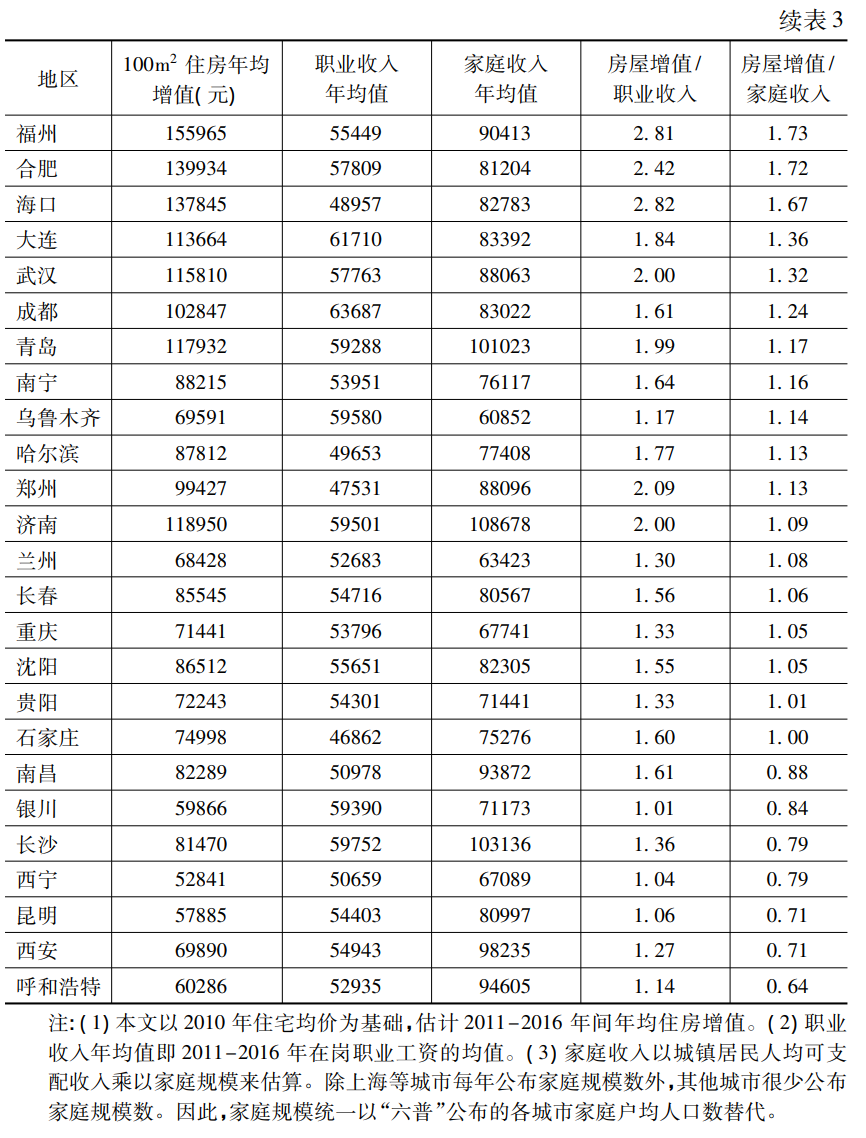 续表 3
地区 100m² 住房年均增值(元) 职业收入年均值 家庭收入年均值 房屋增值/职业收入 房屋增值/家庭收入
福州 155965 55449 90413 2.81 1.73
合肥 139934 57809 81204 2.42 1.72
海口 137845 48957 82783 2.82 1.67
大连 113664 61710 83392 1.84 1.36
武汉 115810 57763 88063 2.00 1.32
成都 102847 63687 83022 1.61 1.24
青岛 117932 59288 101023 1.99 1.17
南宁 88215 53951 76117 1.64 1.16
乌鲁木齐 69591 59580 60852 1.17 1.14
哈尔滨 87812 49653 77408 1.77 1.13
郑州 99427 47531 88096 2.09 1.13
济南 118950 59501 108678 2.00 1.09
兰州 68428 52683 63423 1.30 1.08
长春 85545 54716 80567 1.56 1.06
重庆 71441 53796 67741 1.33 1.05
沈阳 86512 55651 82305 1.55 1.05
贵阳 72243 54301 71441 1.33 1.01
石家庄 74998 46862 75276 1.60 1.00
南昌 82289 50978 93872 1.61 0.88
银川 59866 59390 71173 1.01 0.84
长沙 81470 59752 103136 1.36 0.79
西宁 52841 50659 67089 1.04 0.79
昆明 57885 54403 80997 1.06 0.71
西安 69890 54943 98235 1.27 0.71
呼和浩特 60286 52935 94605 1.14 0.64
注:(1)本文以 2010 年住宅均价为基础,估计 2011-2016 年间年均住房增值。(2)职业
收入年均值即 2011-2016 年在岗职业工资的均值。(3)家庭收入以城镇居民人均可支
配收入乘以家庭规模来估算。除上海等城市每年公布家庭规模数外,其他城市很少公布
家庭规模数。因此,家庭规模统一以“六普”公布的各城市家庭户均人口数替代。